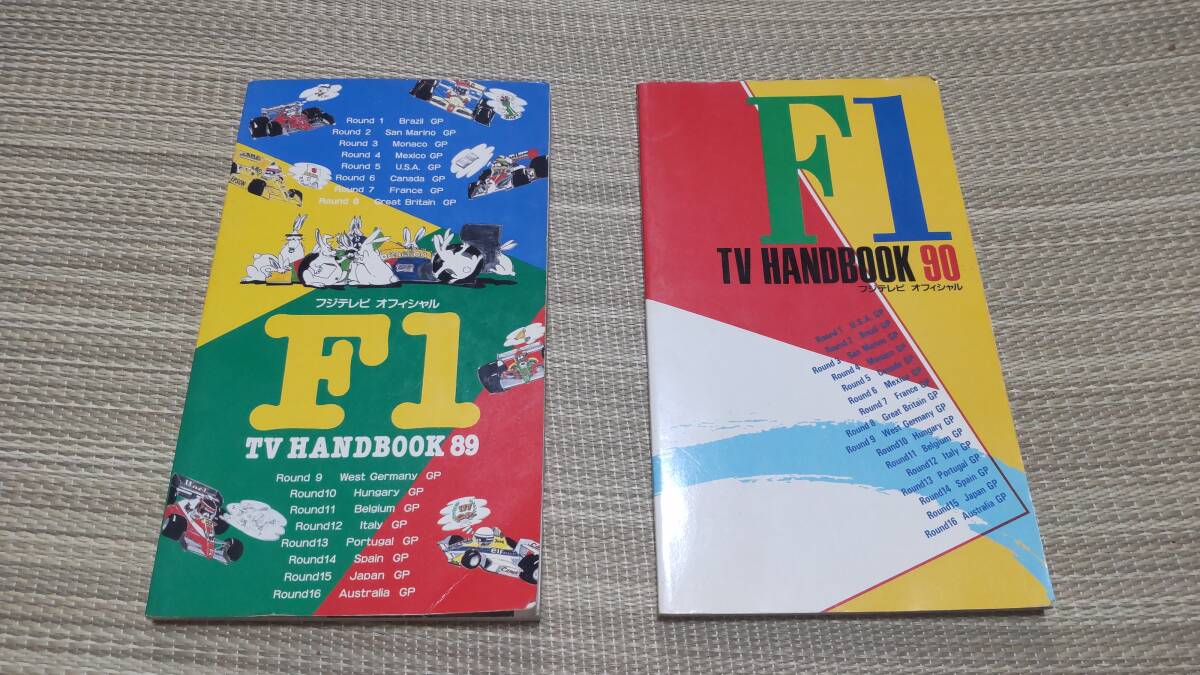 Round 1 Brazil GP
Round 2 San Marino GP
Round 3 Monaco GP
Round 4 Mexico GP
Round 5 U.S.A. GP
Round 6 Canada GP
Round 7 France GP
Round 8 Great Britain GP
フジテレビ オフィシャル
F1
TV HANDBOOK 89
Round 9 West Germany GP
Round10 Hungary GP
Round11 Belgium GP
Round12 Italy GP
Round13 Portugal GP
Round14 Spain GP
Round15 Japan GP
Round16 Australia GP
elf
Canon
F1
TV HANDBOOK 90
フジテレビ オフィシャル
Round 1 U.S.A. GP
Round 2 Brazil GP
Round 3 San Marino GP
Round 4 Monaco GP
Round 5 Canada GP
Round 6 Mexico GP
Round 7 France GP
Round 8 Great Britain GP
Round 9 West Germany GP
Round10 Hungary GP
Round11 Belgium GP
Round12 Italy GP
Round13 Portugal GP
Round14 Spain GP
Round15 Japan GP
Round16 Australia GP